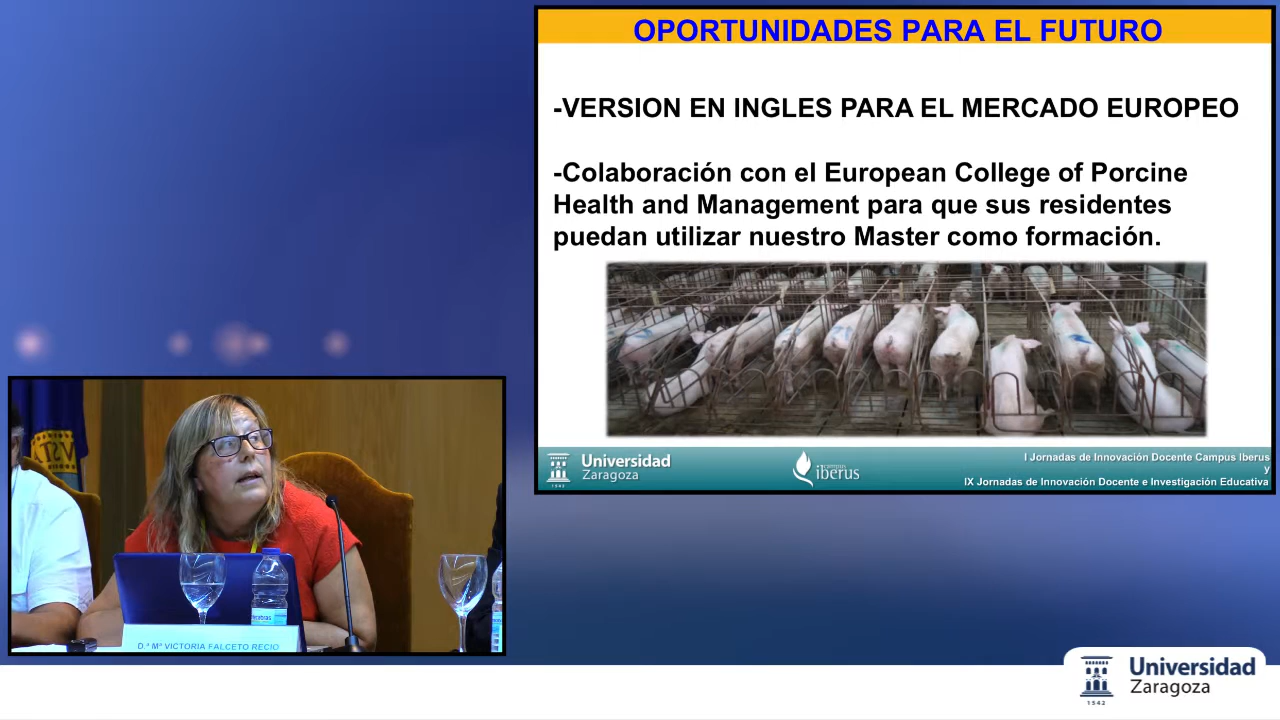 OPORTUNIDADES PARA EL FUTURO
-VERSION EN INGLES PARA EL MERCADO EUROPEO
-Colaboración con el European College of Porcine
Health and Management para que sus residentes
puedan utilizar nuestro Master como formación.
Universidad
Zaragoza
1542
campus
iberus
I Jornadas de Innovación Docente Campus Iberus
y
IX Jornadas de Innovación Docente e Investigación Educativa
D.ª Mª VICTORIA FALCETO RECIO
Universidad
Zaragoza
1542